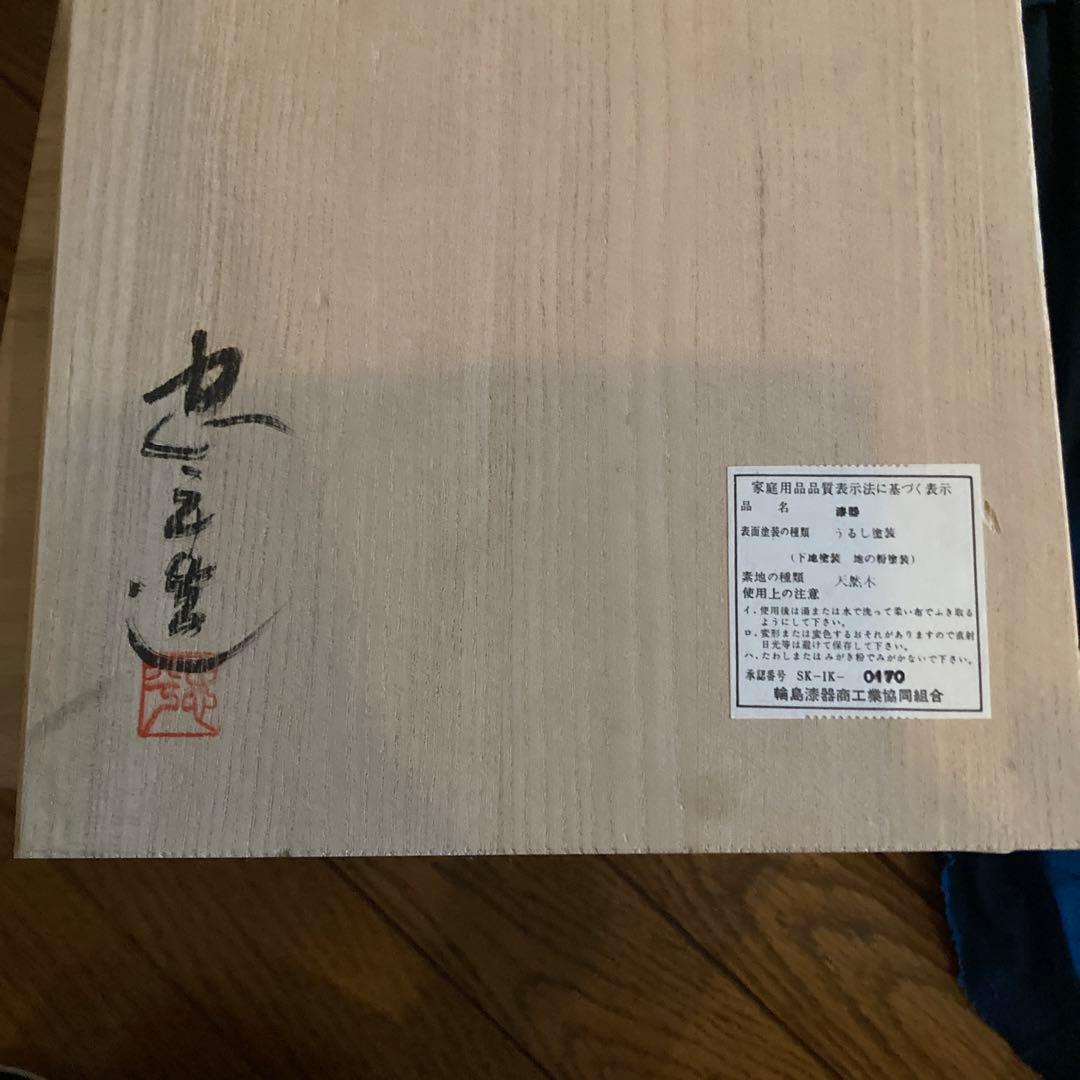 忠
造
家庭用品品質表示法に基づく表示
品 名 漆器
表面塗装の種類 うるし塗装
(下地塗装 地の粉塗装)
素地の種類 天然木
使用上の注意
イ.使用後は湯または水で洗って柔い布でふき取る
ようにして下さい。
ロ.変形または変色するおそれがありますので直射
日光等は避けて保存して下さい。
ハ.たわしまたはみがき粉でみがかないで下さい。
承認番号 SK-IK- 0170
輪島漆器商工業協同組合